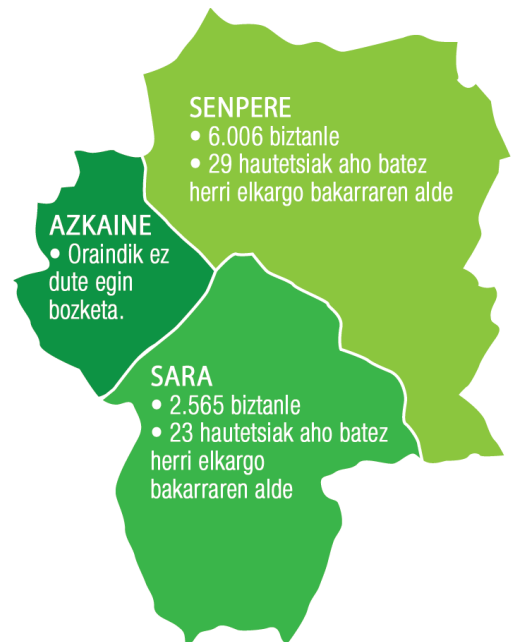 SENPERE
• 6.006 biztanle
• 29 hautetsiak aho batez
herri elkargo bakarraren alde
AZKAINE
• Oraindik ez
dute egin
bozketa.
SARA
• 2.565 biztanle
• 23 hautetsiak aho batez
herri elkargo
bakarraren alde